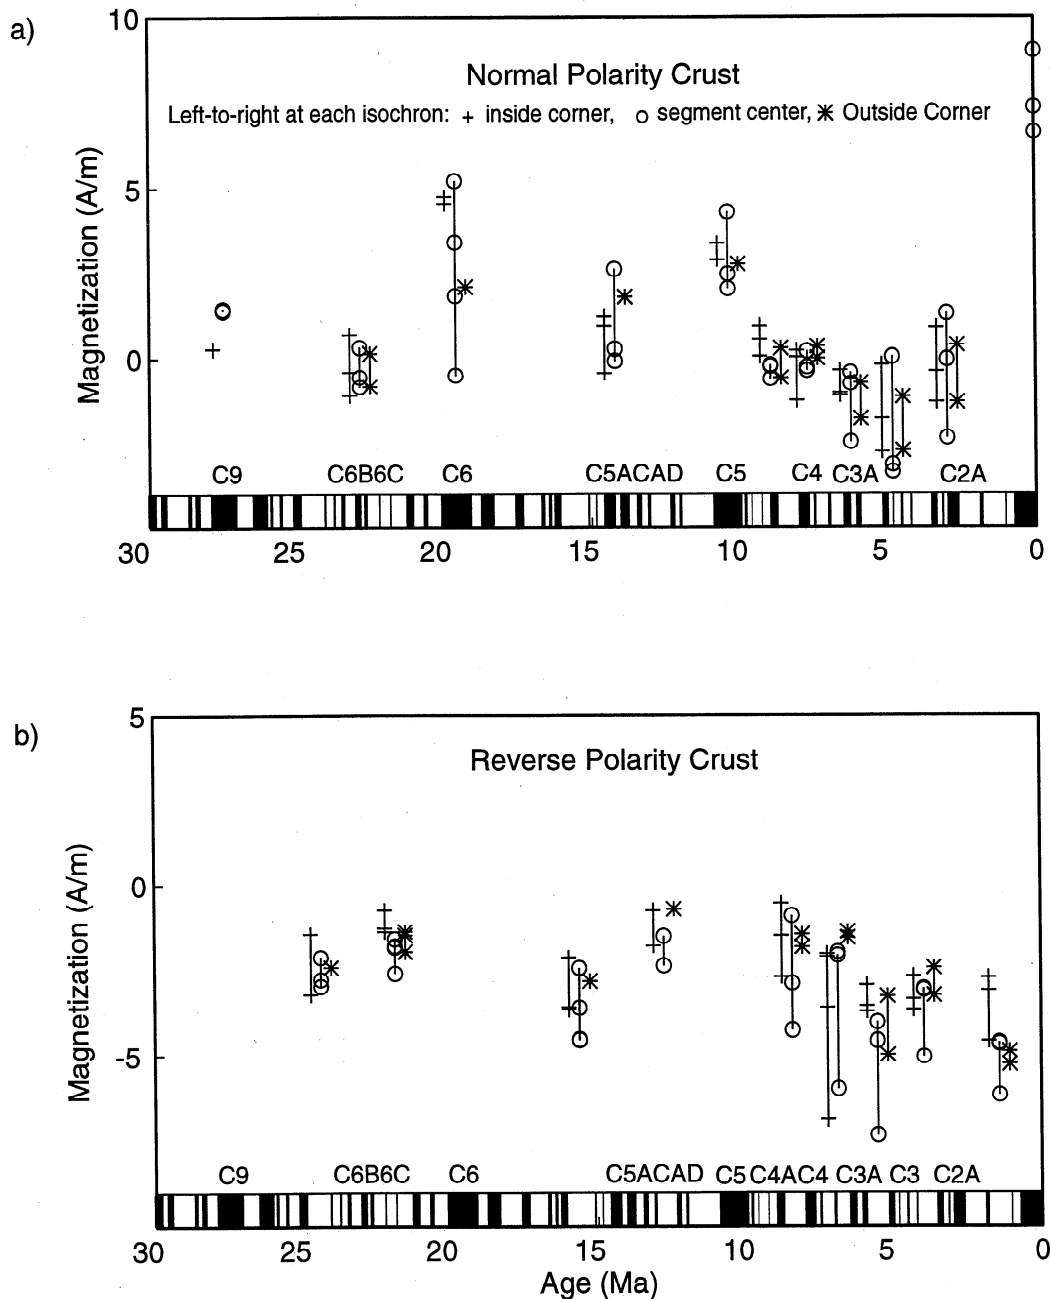 a)
10
Normal Polarity Crust
Left-to-right at each isochron: + inside corner, o segment center, ✳ Outside Corner
Magnetization (A/m)
5
0
C9 C6B6C C6 C5ACAD C5 C4 C3A C2A
30 25 20 15 10 5 0
b)
5
Reverse Polarity Crust
Magnetization (A/m)
0
-5
C9 C6B6C C6 C5ACAD C5 C4AC4 C3A C3 C2A
30 25 20 15 10 5 0
Age (Ma)